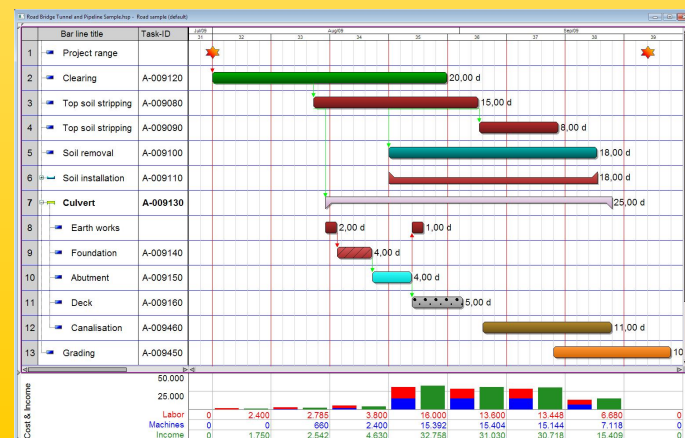 Road Bridge Tunnel and Pipeline Sample.hsp - Road sample (default)
Bar line title Task-ID Jul/09 Aug/09 Sep/09
31 32 33 34 35 36 37 38 39
1 Project range
2 Clearing A-009120 20,00 d
3 Top soil stripping A-009080 15,00 d
4 Top soil stripping A-009090 8,00 d
5 Soil removal A-009100 18,00 d
6 Soil installation A-009110 18,00 d
7 Culvert A-009130 25,00 d
8 Earth works 2,00 d 1,00 d
9 Foundation A-009140 4,00 d
10 Abutment A-009150 4,00 d
11 Deck A-009160 5,00 d
12 Canalisation A-009460 11,00 d
13 Grading A-009450 10
Cost & Income
50.000
25.000
Labor 0 2.400 2.785 3.800 16.000 13.600 13.448 6.680 0
Machines 0 0 660 2.400 15.392 15.404 15.144 7.118 0
Income 0 1.750 2.542 4.630 32.758 31.030 30.718 15.409 0